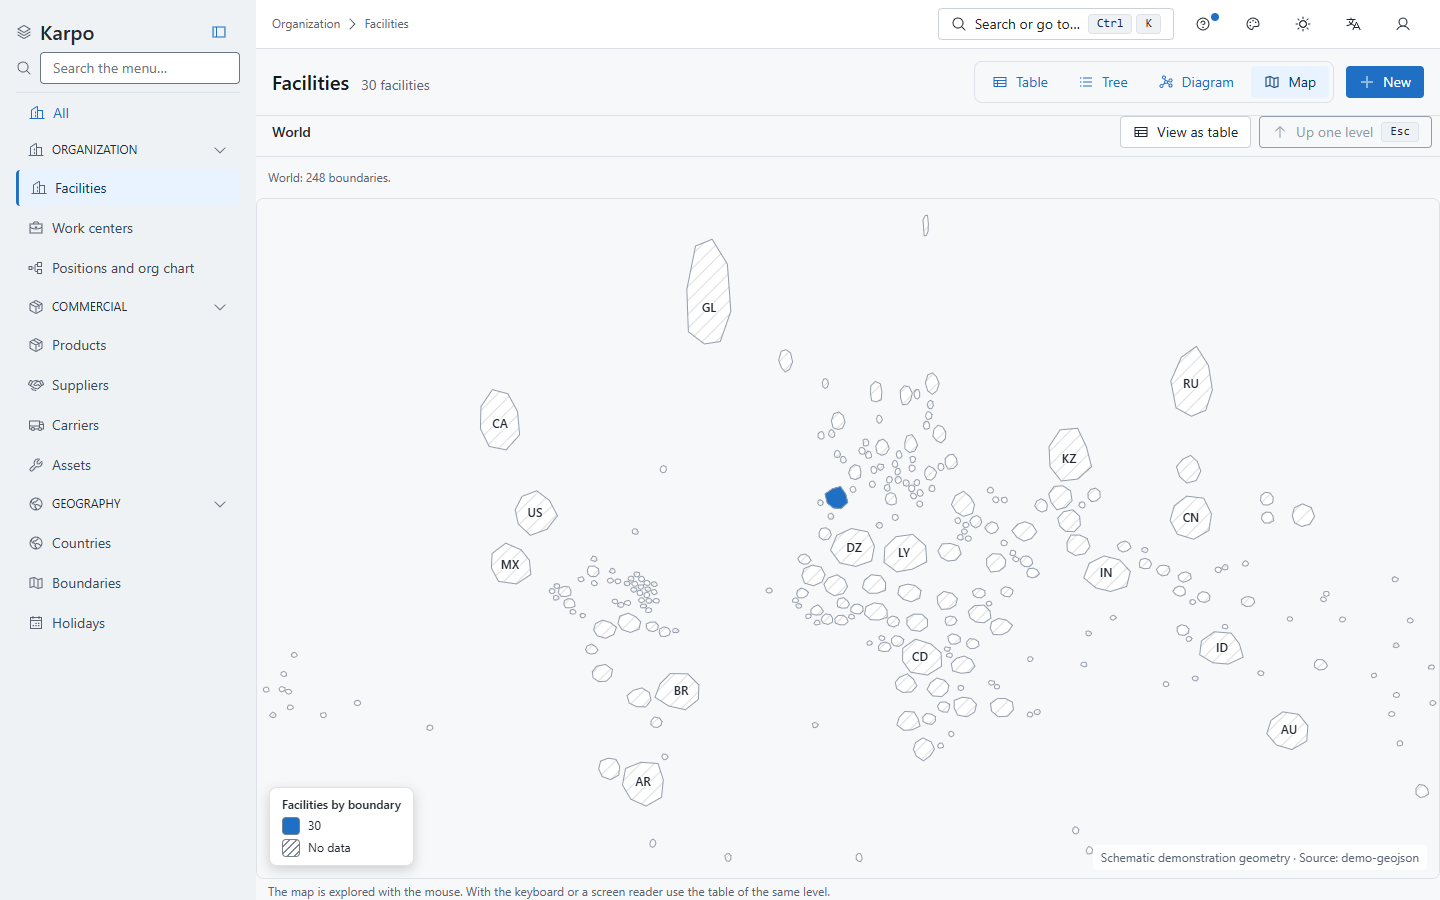 Karpo
Search the menu...
All
ORGANIZATION
Facilities
Work centers
Positions and org chart
COMMERCIAL
Products
Suppliers
Carriers
Assets
GEOGRAPHY
Countries
Boundaries
Holidays
Organization > Facilities
Search or go to... Ctrl K
Facilities 30 facilities
Table Tree Diagram Map New
World
View as table Up one level Esc
World: 248 boundaries.
GL
RU
CA
KZ
US
CN
DZ
LY
MX
IN
CD
ID
BR
AU
AR
Facilities by boundary
30
No data
Schematic demonstration geometry · Source: demo-geojson
The map is explored with the mouse. With the keyboard or a screen reader use the table of the same level.